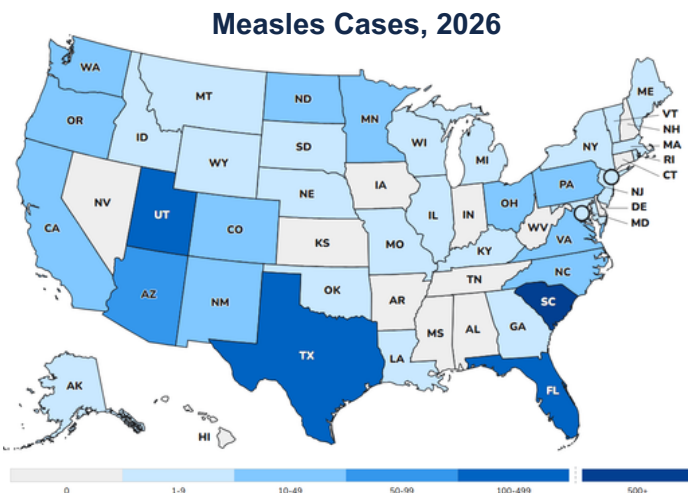 Measles Cases, 2026
WA
MT
ND
MN
ME
VT
NH
MA
RI
CT
OR
ID
SD
WI
NY
WY
MI
NE
IA
PA
NJ
DE
MD
NV
UT
CO
IL
IN
OH
WV
VA
CA
KS
MO
KY
NC
AZ
NM
OK
AR
TN
SC
MS
AL
GA
TX
LA
FL
AK
HI
0 1-9 10-49 50-99 100-499 500+